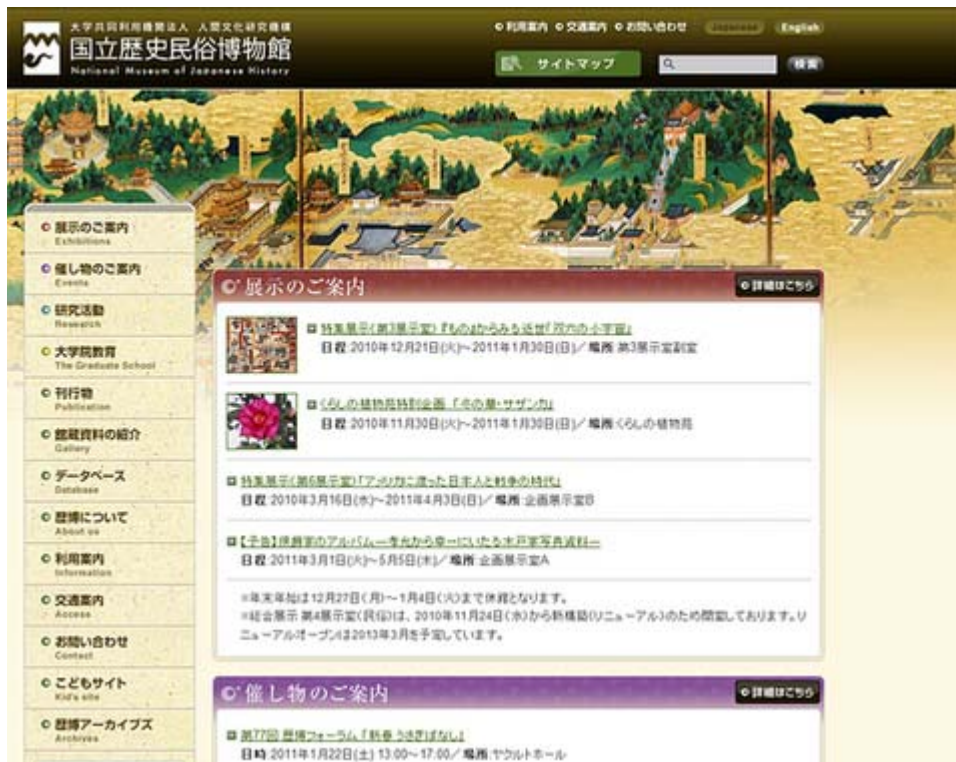 大学共同利用機関法人 人間文化研究機構
国立歴史民俗博物館
National Museum of Japanese History
利用案内 交通案内 お問い合わせ Japanese English
サイトマップ 検索
展示のご案内
Exhibitions
催し物のご案内
Events
研究活動
Research
大学院教育
The Graduate School
刊行物
Publication
館蔵資料の紹介
Gallery
データベース
Database
歴博について
About us
利用案内
Information
交通案内
Access
お問い合わせ
Contact
こどもサイト
Kid's site
歴博アーカイブズ
Archives
展示のご案内 詳細はこちら
特集展示(第3展示室)『もの』からみる近世「双六の小宇宙」
日程:2010年12月21日(火)~2011年1月30日(日)/場所:第3展示室副室
くらしの植物苑特別企画 「冬の華・サザンカ」
日程:2010年11月30日(火)~2011年1月30日(日)/場所:くらしの植物苑
特集展示(第6展示室)「アメリカに渡った日本人と戦争の時代」
日程:2010年3月16日(水)~2011年4月3日(日)/場所:企画展示室B
【予告】侯爵家のアルバム―孝允から幸一にいたる木戸家写真資料―
日程:2011年3月1日(火)~5月5日(木)/場所:企画展示室A
※年末年始は12月27日(月)~1月4日(火)まで休館となります。
※総合展示 第4展示室(民俗)は、2010年11月24日(水)から新構築(リニューアル)のため閉室しております。リ
ニューアルオープンは2013年3月を予定しています。
催し物のご案内 詳細はこちら
第77回 歴博フォーラム 「新春 うさぎばなし」
日時:2011年1月22日(土) 13:00~17:00/場所:ヤクルトホール